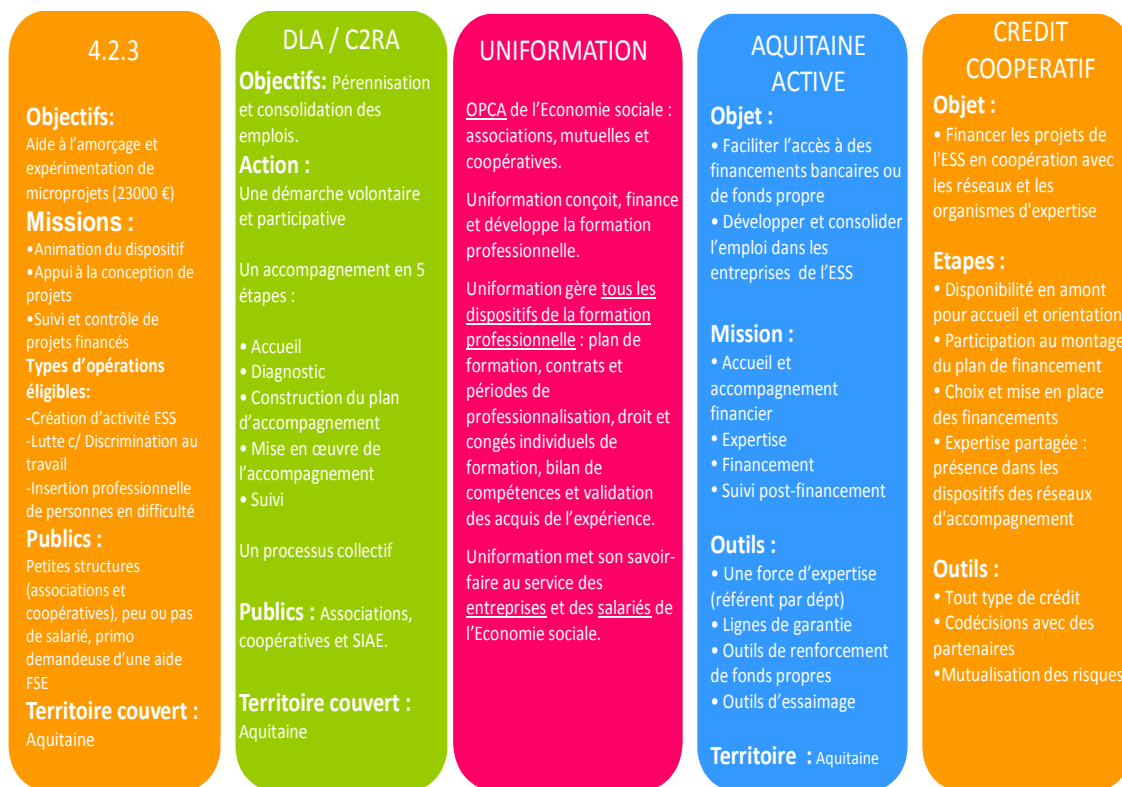 4.2.3
Objectifs:
Aide à l’amorçage et
expérimentation de
microprojets (23000 €)
Missions :
•Animation du dispositif
•Appui à la conception de
projets
•Suivi et contrôle de
projets financés
Types d’opérations
éligibles:
-Création d’activité ESS
-Lutte c/ Discrimination au
travail
-Insertion professionnelle
de personnes en difficulté
Publics :
Petites structures
(associations et
coopératives), peu ou pas
de salarié, primo
demandeuse d’une aide
FSE
Territoire couvert :
Aquitaine
DLA / C2RA
Objectifs: Pérennisation
et consolidation des
emplois.
Action :
Une démarche volontaire
et participative
Un accompagnement en 5
étapes :
• Accueil
• Diagnostic
• Construction du plan
d’accompagnement
• Mise en œuvre de
l’accompagnement
• Suivi
Un processus collectif
Publics : Associations,
coopératives et SIAE.
Territoire couvert :
Aquitaine
UNIFORMATION
OPCA de l’Economie sociale :
associations, mutuelles et
coopératives.
Uniformation conçoit, finance
et développe la formation
professionnelle.
Uniformation gère tous les
dispositifs de la formation
professionnelle : plan de
formation, contrats et
périodes de
professionnalisation, droit et
congés individuels de
formation, bilan de
compétences et validation
des acquis de l’expérience.
Uniformation met son savoir-
faire au service des
entreprises et des salariés de
l’Economie sociale.
AQUITAINE
ACTIVE
Objet :
• Faciliter l’accès à des
financements bancaires ou
de fonds propre
• Développer et consolider
l’emploi dans les
entreprises de l’ESS
Mission :
• Accueil et
accompagnement
financier
• Expertise
• Financement
• Suivi post-financement
Outils :
• Une force d’expertise
(référent par dépt)
• Lignes de garantie
• Outils de renforcement
de fonds propres
• Outils d’essaimage
Territoire : Aquitaine
CREDIT
COOPERATIF
Objet :
• Financer les projets de
l'ESS en coopération avec
les réseaux et les
organismes d'expertise
Etapes :
• Disponibilité en amont
pour accueil et orientation
• Participation au montage
du plan de financement
• Choix et mise en place
des financements
• Expertise partagée :
présence dans les
dispositifs des réseaux
d'accompagnement
Outils :
• Tout type de crédit
• Codécisions avec des
partenaires
•Mutualisation des risques